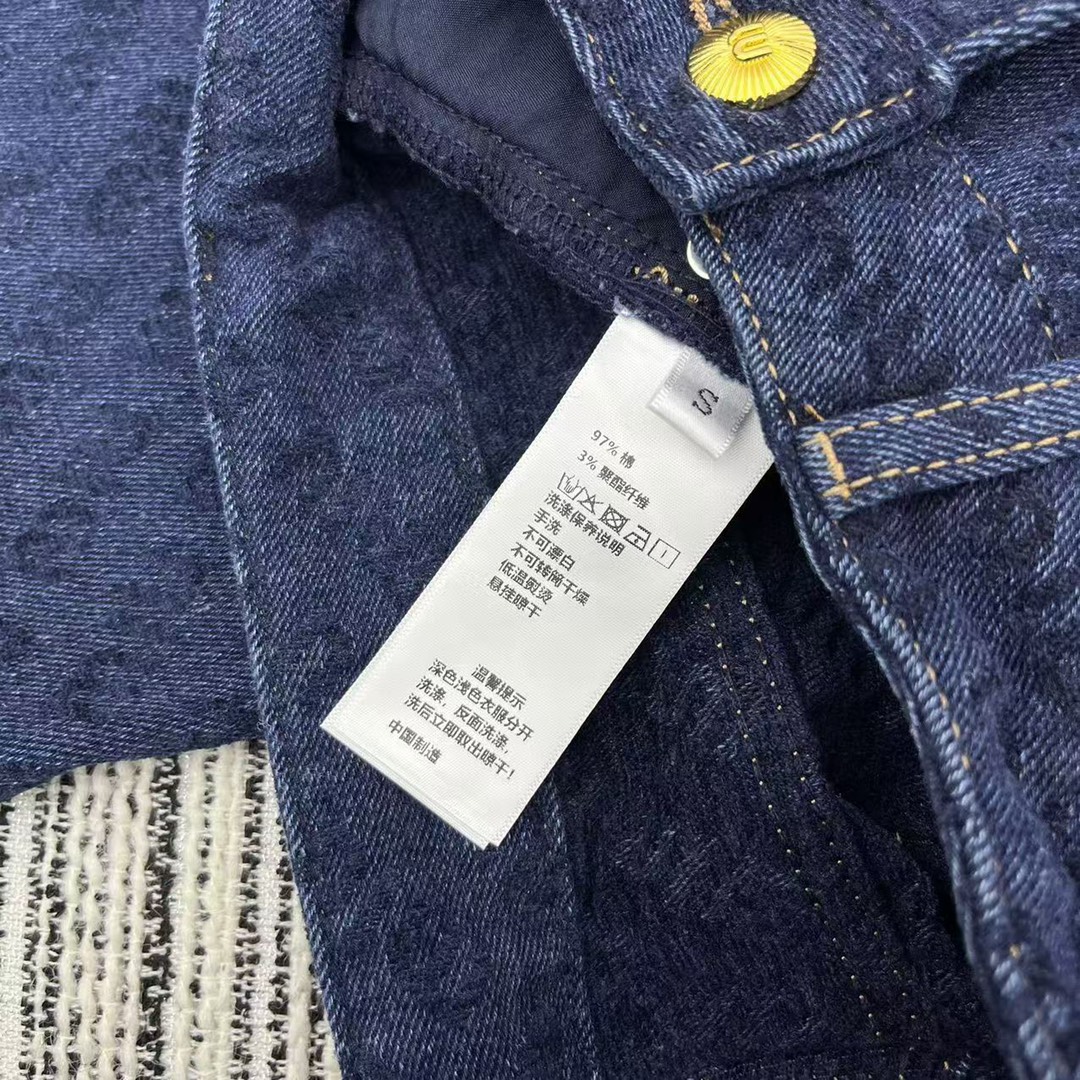 S
97% 棉
3% 聚酯纤维
洗涤保养说明
手洗
不可漂白
不可转筒干燥
低温熨烫
悬挂晾干
温馨提示
深色浅色衣服分开
洗涤，反面洗涤，
洗后立即取出晾干!
中国制造